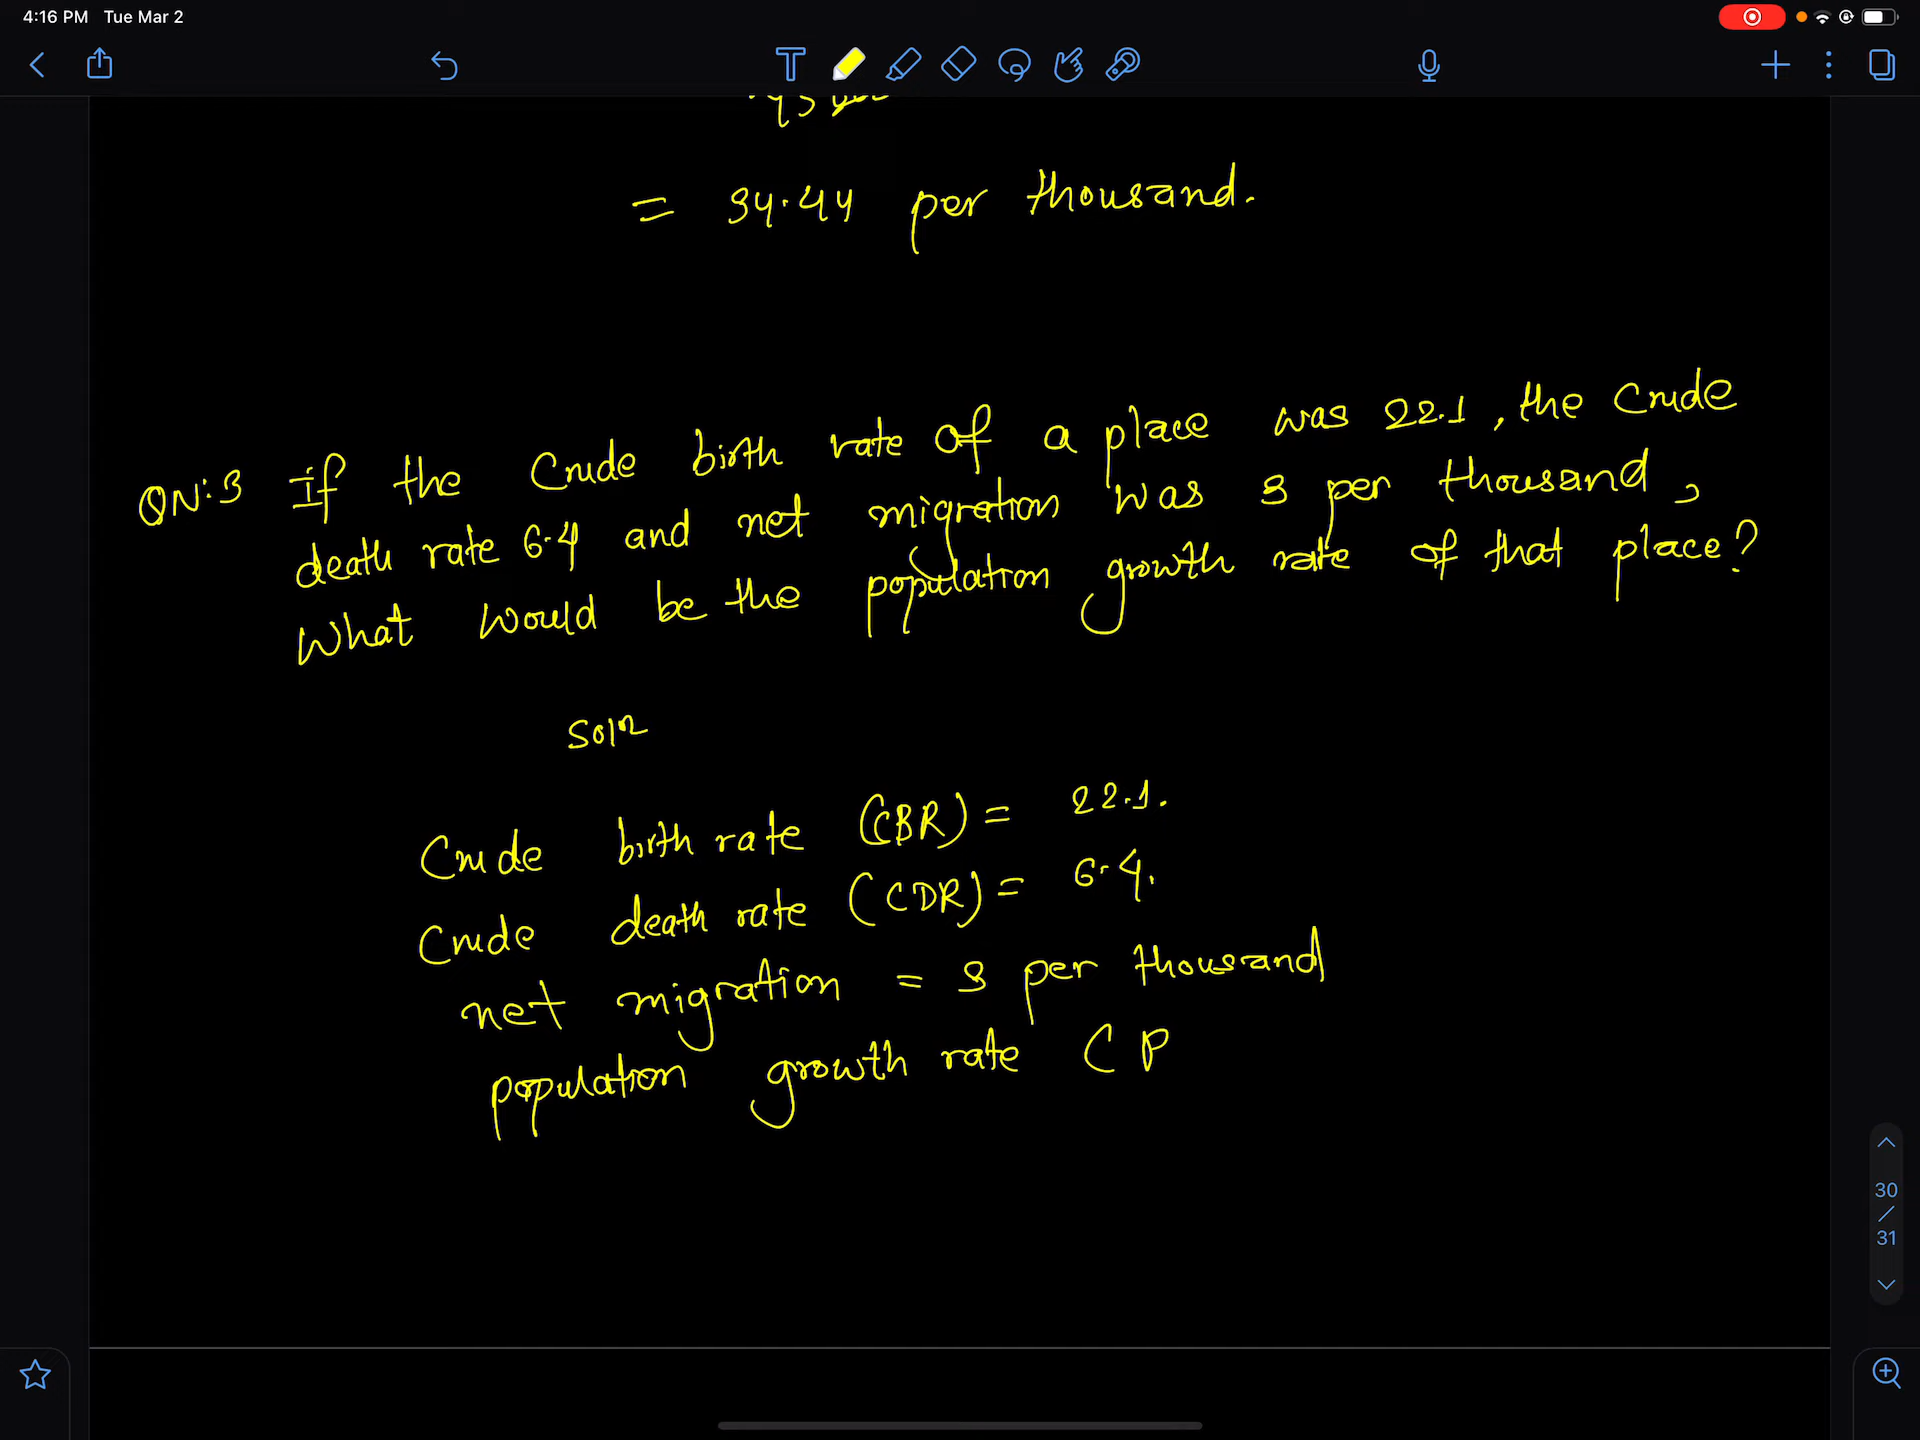 4:16 PM Tue Mar 2
= 34.44 per thousand.
QN:3 If the Crude birth rate of a place was 22.1, the Crude
death rate 6.4 and net migration was 3 per thousand,
What would be the population growth rate of that place?
Soln
Crude birth rate (CBR) = 22.1.
Crude death rate (CDR) = 6.4.
net migration = 3 per thousand
population growth rate ( P
30
/
31